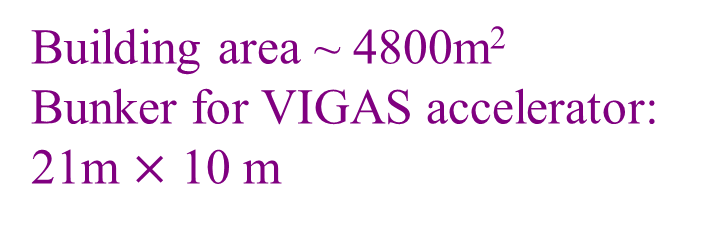 Building area ~ 4800m²
Bunker for VIGAS accelerator:
21m × 10 m